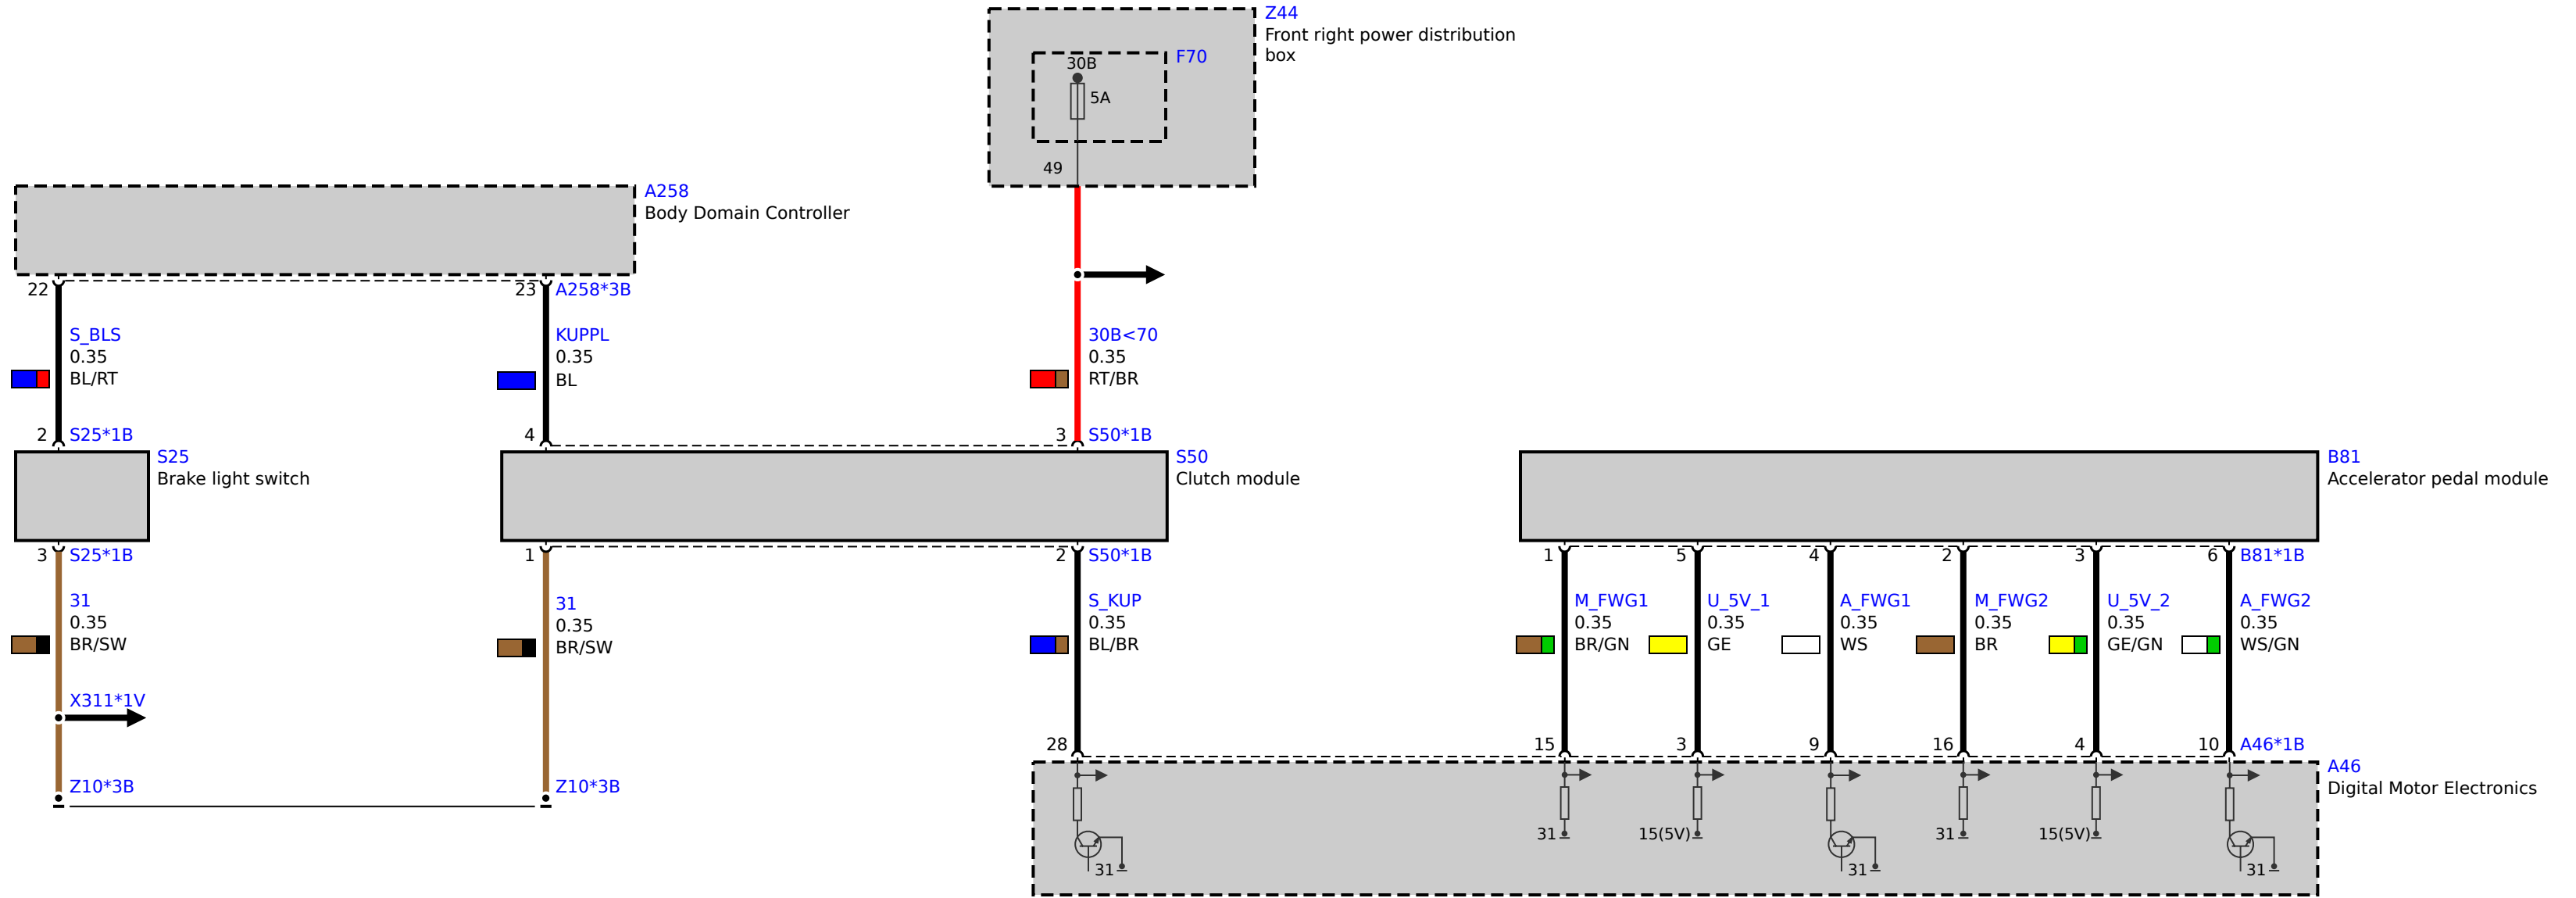 Z44
Front right power distribution
box
F70
30B
5A
49
A258
Body Domain Controller
22
23
A258*3B
S_BLS
0.35
BL/RT
KUPPL
0.35
BL
30B<70
0.35
RT/BR
2
S25*1B
4
3
S50*1B
S25
Brake light switch
S50
Clutch module
B81
Accelerator pedal module
3
S25*1B
1
2
S50*1B
1
5
4
2
3
6
B81*1B
31
0.35
BR/SW
31
0.35
BR/SW
S_KUP
0.35
BL/BR
M_FWG1
0.35
BR/GN
U_5V_1
0.35
GE
A_FWG1
0.35
WS
M_FWG2
0.35
BR
U_5V_2
0.35
GE/GN
A_FWG2
0.35
WS/GN
X311*1V
28
15
3
9
16
4
10
A46*1B
Z10*3B
Z10*3B
A46
Digital Motor Electronics
31
31
15(5V)
31
31
15(5V)
31